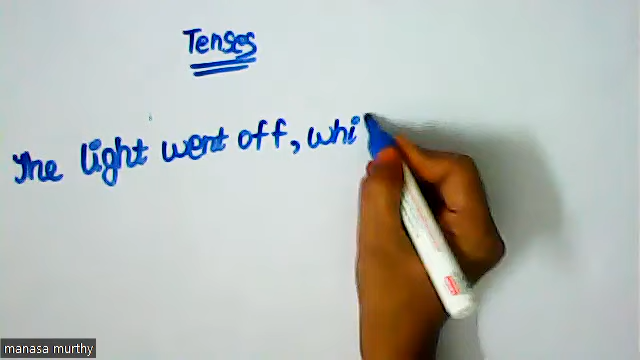 Tenses
The light went off, whi
manasa murthy